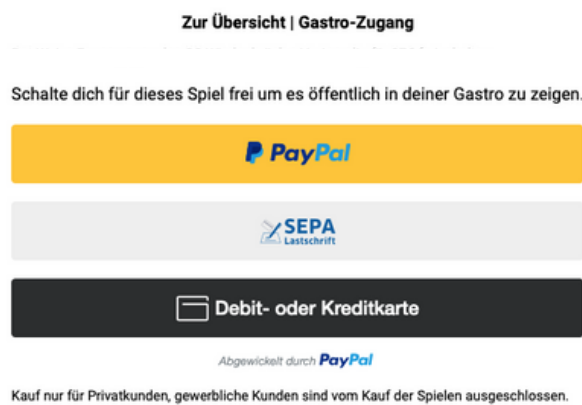 Zur Übersicht | Gastro-Zugang
Schalte dich für dieses Spiel frei um es öffentlich in deiner Gastro zu zeigen.
PayPal
SEPA
Lastschrift
Debit- oder Kreditkarte
Abgewickelt durch PayPal
Kauf nur für Privatkunden, gewerbliche Kunden sind vom Kauf der Spielen ausgeschlossen.